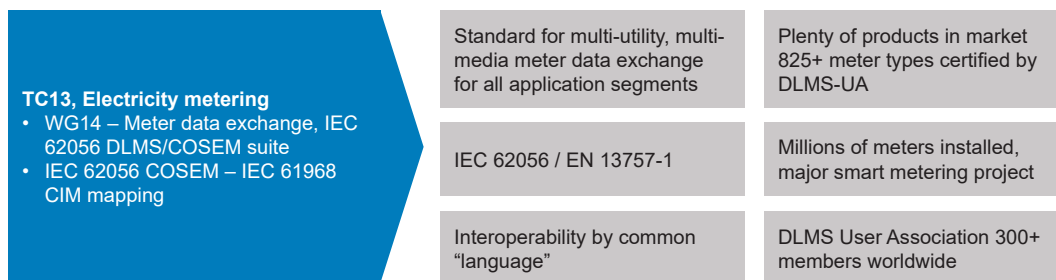 TC13, Electricity metering
• WG14 – Meter data exchange, IEC
62056 DLMS/COSEM suite
• IEC 62056 COSEM – IEC 61968
CIM mapping
Standard for multi-utility, multi-
media meter data exchange
for all application segments
Plenty of products in market
825+ meter types certified by
DLMS-UA
IEC 62056 / EN 13757-1
Millions of meters installed,
major smart metering project
Interoperability by common
“language”
DLMS User Association 300+
members worldwide